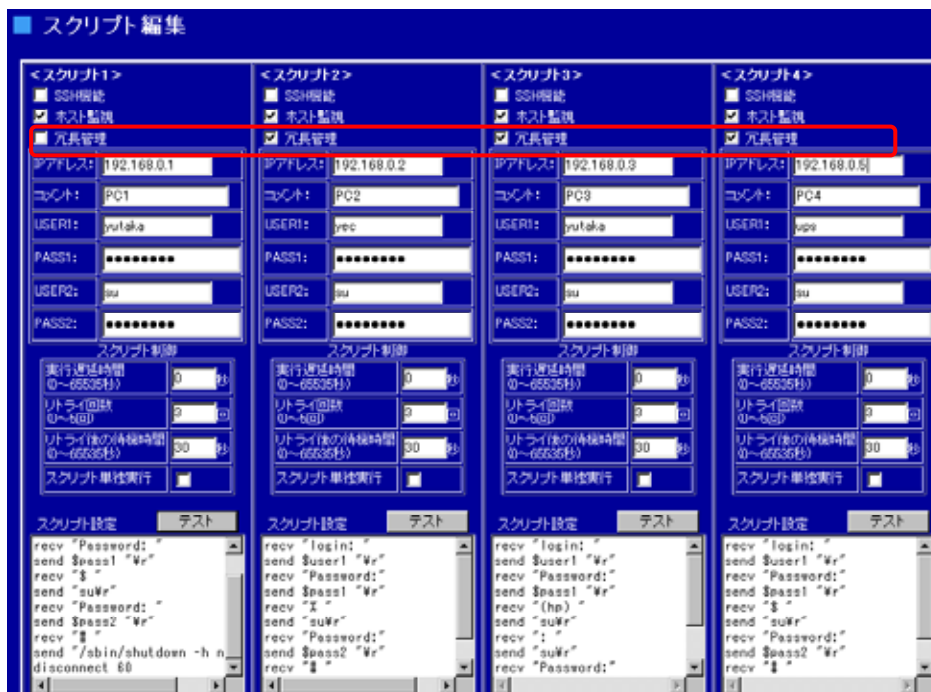 スクリプト編集
<スクリプト1>
SSH機能
ホスト監視
冗長管理
IPアドレス: 192.168.0.1
コメント: PC1
USER1: yutaka
PASS1: ●●●●●●●●
USER2: su
PASS2: ●●●●●●●●
スクリプト制御
実行遅延時間
(0~65535秒) 0 秒
リトライ回数
(1~5回) 3 回
リトライ後の待機時間
(0~65535秒) 30 秒
スクリプト単独実行
スクリプト設定 テスト
recv "Password: "
send $pass1 "¥r"
recv "$ "
send "su¥r"
recv "Password: "
send $pass2 "¥r"
recv "# "
send "/sbin/shutdown -h n
disconnect 60
<スクリプト2>
SSH機能
ホスト監視
冗長管理
IPアドレス: 192.168.0.2
コメント: PC2
USER1: yec
PASS1: ●●●●●●●●
USER2: su
PASS2: ●●●●●●●●
スクリプト制御
実行遅延時間
(0~65535秒) 0 秒
リトライ回数
(1~5回) 3 回
リトライ後の待機時間
(0~65535秒) 30 秒
スクリプト単独実行
スクリプト設定 テスト
recv "login: "
send $user1 "¥r"
recv "Password:"
send $pass1 "¥r"
recv "% "
send "su¥r"
recv "Password:"
send $pass2 "¥r"
recv "# "
<スクリプト3>
SSH機能
ホスト監視
冗長管理
IPアドレス: 192.168.0.3
コメント: PC3
USER1: yutaka
PASS1: ●●●●●●●●
USER2: su
PASS2: ●●●●●●●●
スクリプト制御
実行遅延時間
(0~65535秒) 0 秒
リトライ回数
(1~5回) 3 回
リトライ後の待機時間
(0~65535秒) 30 秒
スクリプト単独実行
スクリプト設定 テスト
recv "login: "
send $user1 "¥r"
recv "Password:"
send $pass1 "¥r"
recv "(hp) "
send "su¥r"
recv ": "
send "su¥r"
recv "Password:"
<スクリプト4>
SSH機能
ホスト監視
冗長管理
IPアドレス: 192.168.0.5
コメント: PC4
USER1: ups
PASS1: ●●●●●●●●
USER2: su
PASS2: ●●●●●●●●
スクリプト制御
実行遅延時間
(0~65535秒) 0 秒
リトライ回数
(1~5回) 3 回
リトライ後の待機時間
(0~65535秒) 30 秒
スクリプト単独実行
スクリプト設定 テスト
recv "login: "
send $user1 "¥r"
recv "Password:"
send $pass1 "¥r"
recv "$ "
send "su¥r"
recv "Password:"
send $pass2 "¥r"
recv "# "